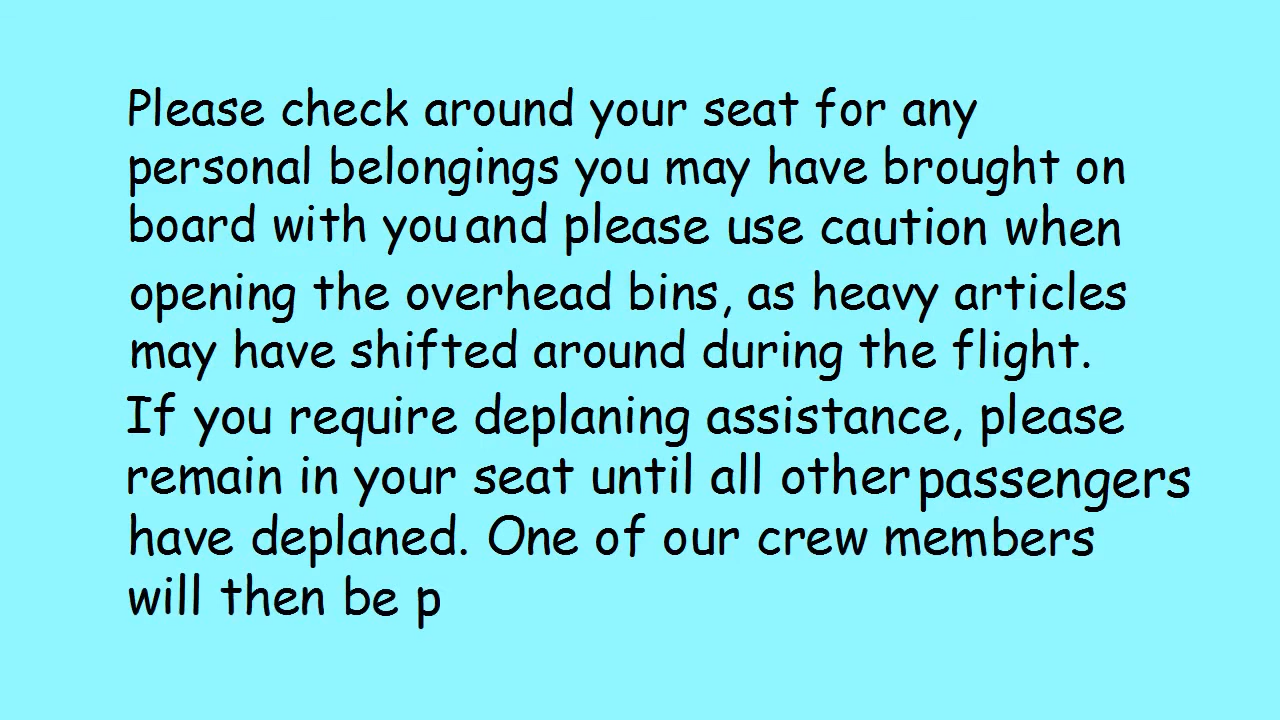 Please check around your seat for any
personal belongings you may have brought on
board with you and please use caution when
opening the overhead bins, as heavy articles
may have shifted around during the flight.
If you require deplaning assistance, please
remain in your seat until all other passengers
have deplaned. One of our crew members
will then be p